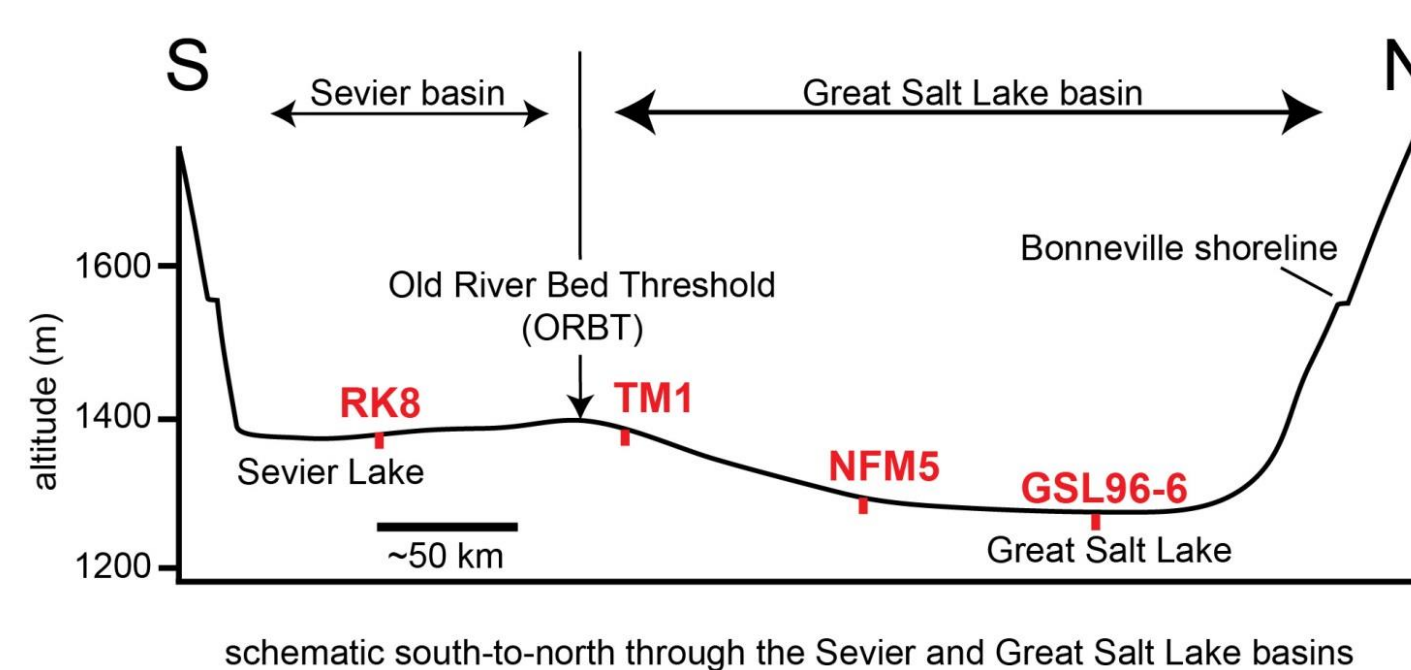 S
N
Sevier basin
Great Salt Lake basin
Bonneville shoreline
1600
Old River Bed Threshold
(ORBT)
altitude (m)
1400
RK8
TM1
NFM5
GSL96-6
Sevier Lake
Great Salt Lake
~50 km
1200
schematic south-to-north through the Sevier and Great Salt Lake basins